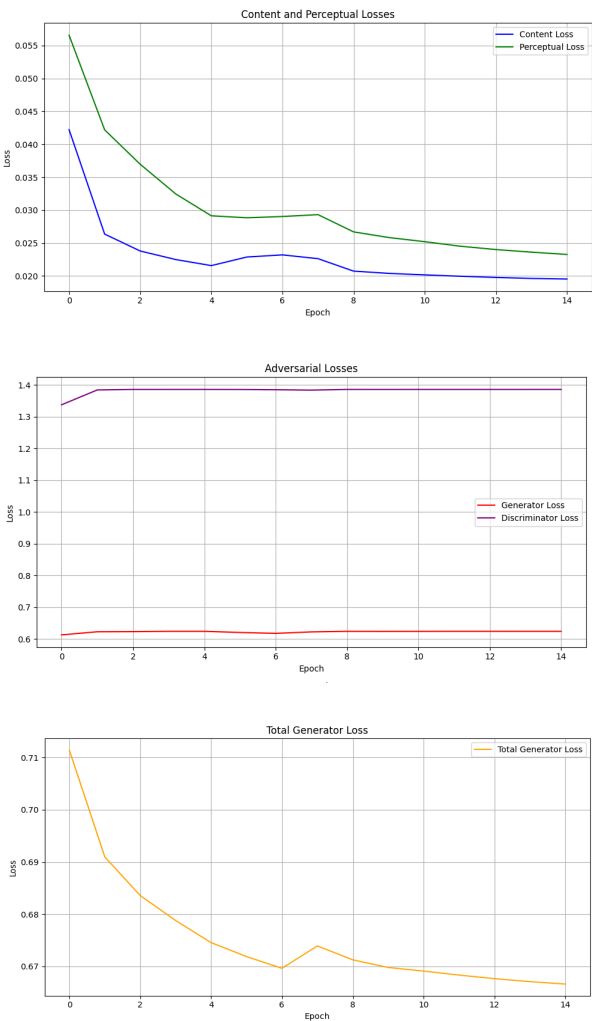 Content and Perceptual Losses
Content Loss
Perceptual Loss
0.055
0.050
0.045
0.040
0.035
0.030
0.025
0.020
Loss
0 2 4 6 8 10 12 14
Epoch
Adversarial Losses
Generator Loss
Discriminator Loss
1.4
1.3
1.2
1.1
1.0
0.9
0.8
0.7
0.6
Loss
0 2 4 6 8 10 12 14
Epoch
Total Generator Loss
Total Generator Loss
0.71
0.70
0.69
0.68
0.67
Loss
0 2 4 6 8 10 12 14
Epoch